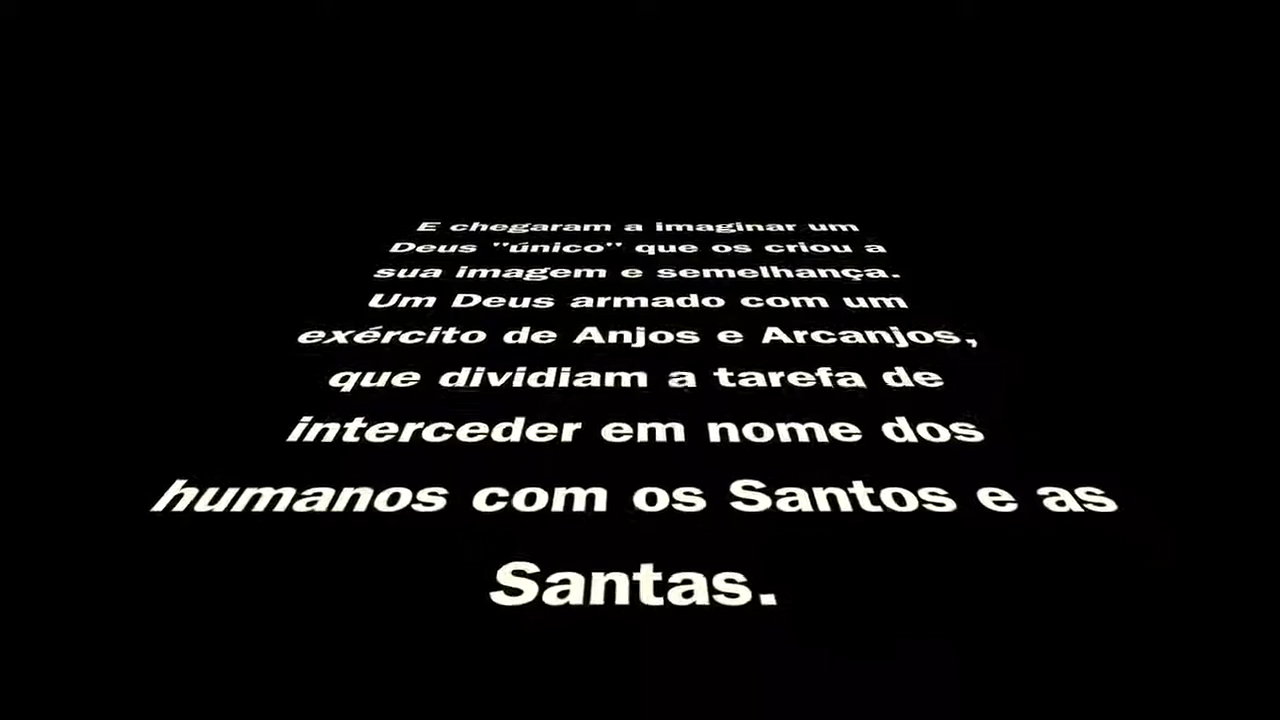 E chegaram a imaginar um
Deus "único" que os criou a
sua imagem e semelhança.
Um Deus armado com um
exército de Anjos e Arcanjos,
que dividiam a tarefa de
interceder em nome dos
humanos com os Santos e as
Santas.